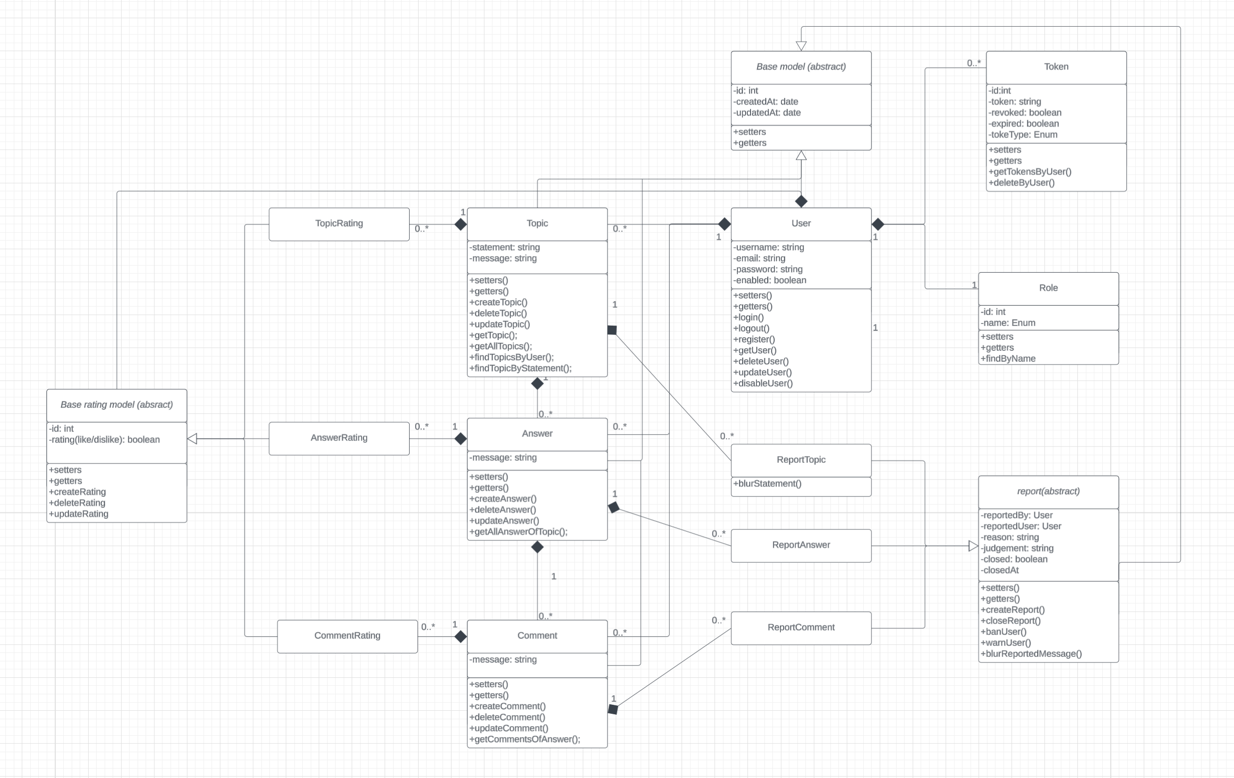 Base model (abstract)
-id: int
-createdAt: date
-updatedAt: date
+setters
+getters
0..*
Token
-id:int
-token: string
-revoked: boolean
-expired: boolean
-tokeType: Enum
+setters
+getters
+getTokensByUser()
+deleteByUser()
TopicRating
0..*
1
Topic
-statement: string
-message: string
+setters()
+getters()
+createTopic()
+deleteTopic()
+updateTopic()
+getTopic();
+getAllTopics();
+findTopicsByUser();
+findTopicByStatement();
0..*
1
1
1
User
-username: string
-email: string
-password: string
-enabled: boolean
+setters()
+getters()
+login()
+logout()
+register()
+getUser()
+deleteUser()
+updateUser()
+disableUser()
1
1
1
Role
-id: int
-name: Enum
+setters
+getters
+findByName
Base rating model (absract)
-id: int
-rating(like/dislike): boolean
+setters
+getters
+createRating
+deleteRating
+updateRating
AnswerRating
0..*
1
0..*
Answer
-message: string
+setters()
+getters()
+createAnswer()
+deleteAnswer()
+updateAnswer()
+getAllAnswerOfTopic();
0..*
1
1
0..*
ReportTopic
+blurStatement()
0..*
ReportAnswer
0..*
ReportComment
report(abstract)
-reportedBy: User
-reportedUser: User
-reason: string
-judgement: string
-closed: boolean
-closedAt
+setters()
+getters()
+createReport()
+closeReport()
+banUser()
+warnUser()
+blurReportedMessage()
CommentRating
0..*
1
0..*
Comment
-message: string
+setters()
+getters()
+createComment()
+deleteComment()
+updateComment()
+getCommentsOfAnswer();
0..*
1